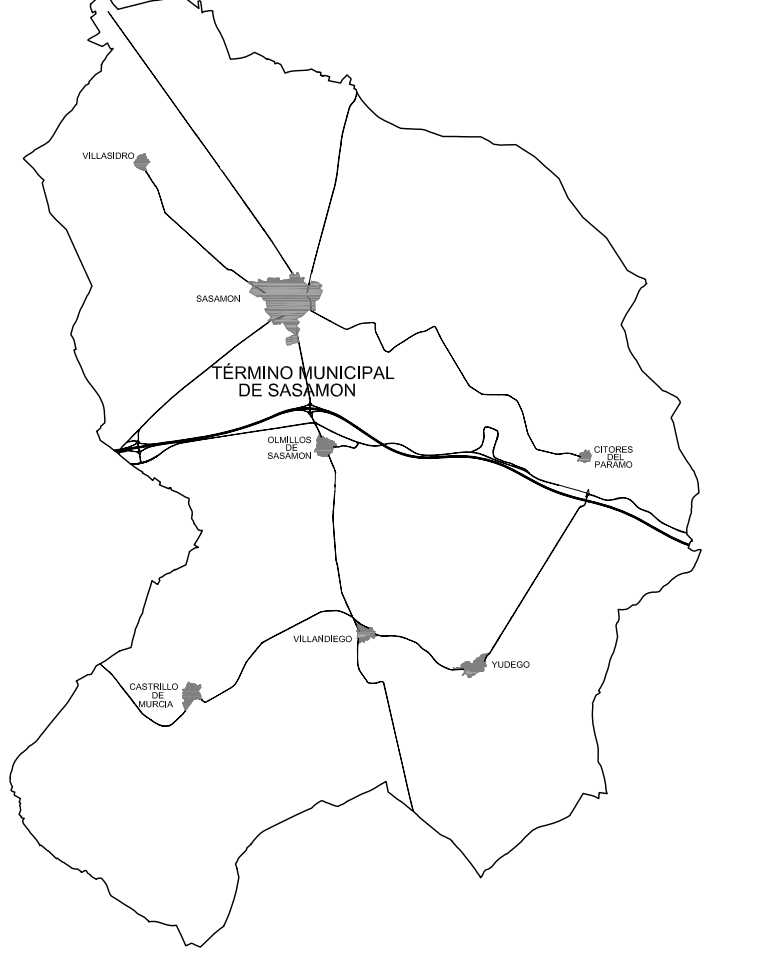 VILLASIDRO
SASAMON
TÉRMINO MUNICIPAL
DE SASAMON
OLMILLOS
DE
SASAMON
CITORES
DEL
PARAMO
VILLANDIEGO
YUDEGO
CASTRILLO
DE
MURCIA